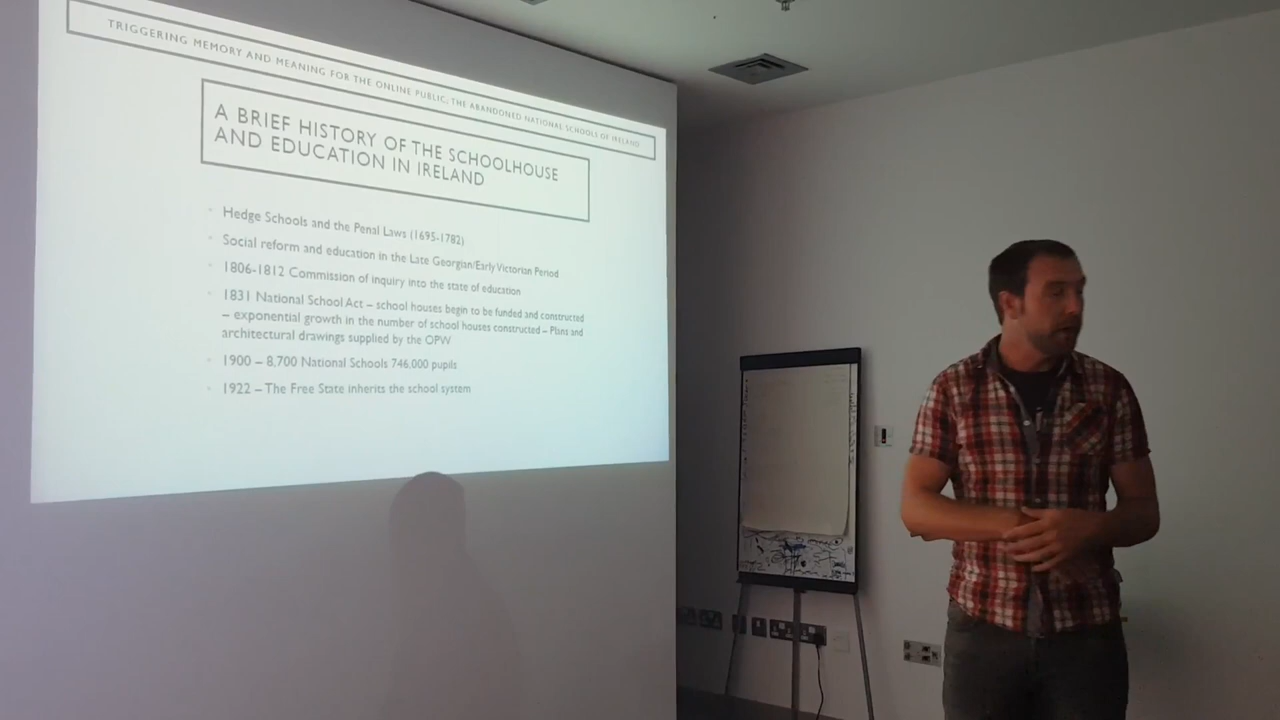 TRIGGERING MEMORY AND MEANING FOR THE ONLINE PUBLIC; THE ABANDONED NATIONAL SCHOOLS OF IRELAND
A BRIEF HISTORY OF THE SCHOOLHOUSE
AND EDUCATION IN IRELAND
Hedge Schools and the Penal Laws (1695-1782)
Social reform and education in the Late Georgian/Early Victorian Period
1806-1812 Commission of inquiry into the state of education
1831 National School Act – school houses begin to be funded and constructed
– exponential growth in the number of school houses constructed – Plans and
architectural drawings supplied by the OPW
1900 – 8,700 National Schools 746,000 pupils
1922 – The Free State inherits the school system